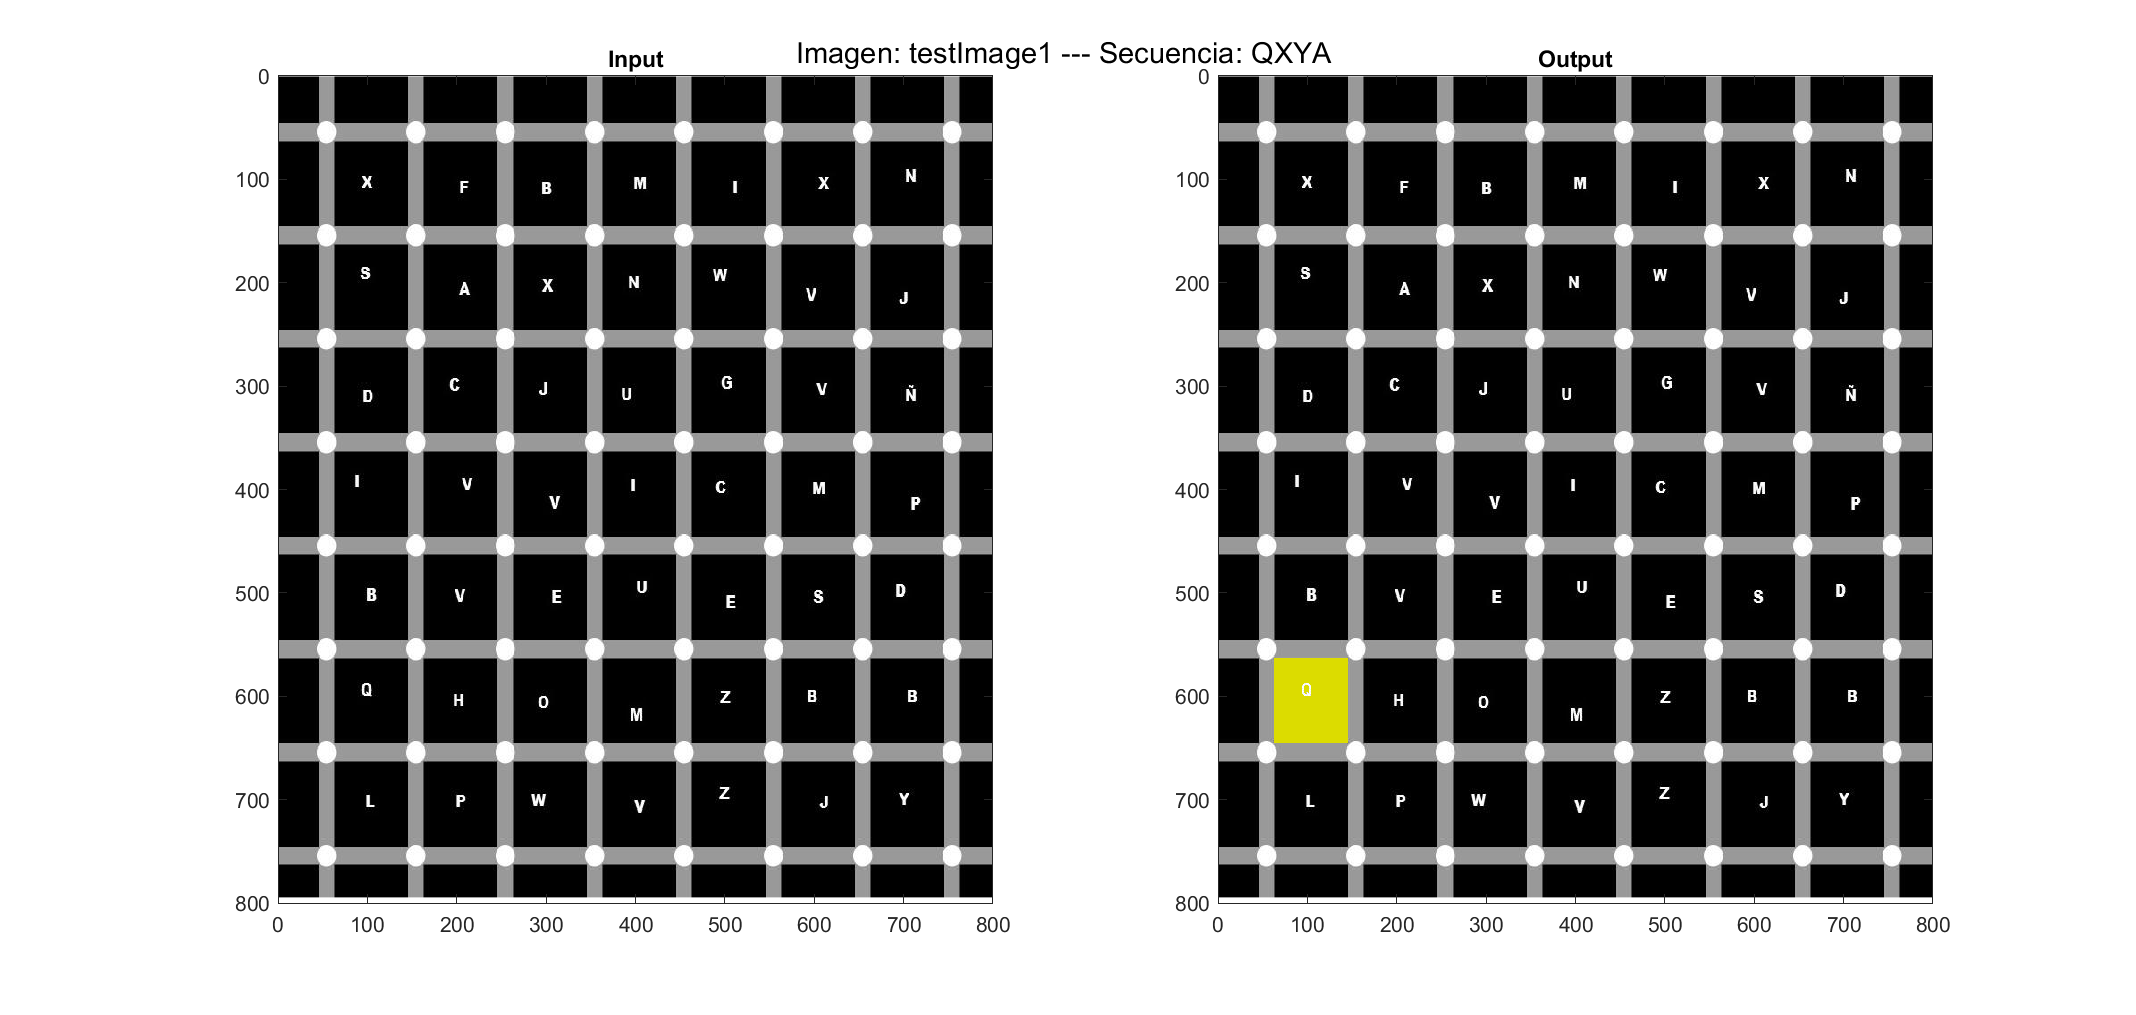 Imagen: testImage1 --- Secuencia: QXYA
Input
0
100
200
300
400
500
600
700
800
X F B M I X N
S A X N W V J
D C J U G V Ñ
I V V I C M P
B V E U E S D
Q H O M Z B B
L P W V Z J Y
0 100 200 300 400 500 600 700 800
Output
0
100
200
300
400
500
600
700
800
X F B M I X N
S A X N W V J
D C J U G V Ñ
I V V I C M P
B V E U E S D
Q H O M Z B B
L P W V Z J Y
0 100 200 300 400 500 600 700 800